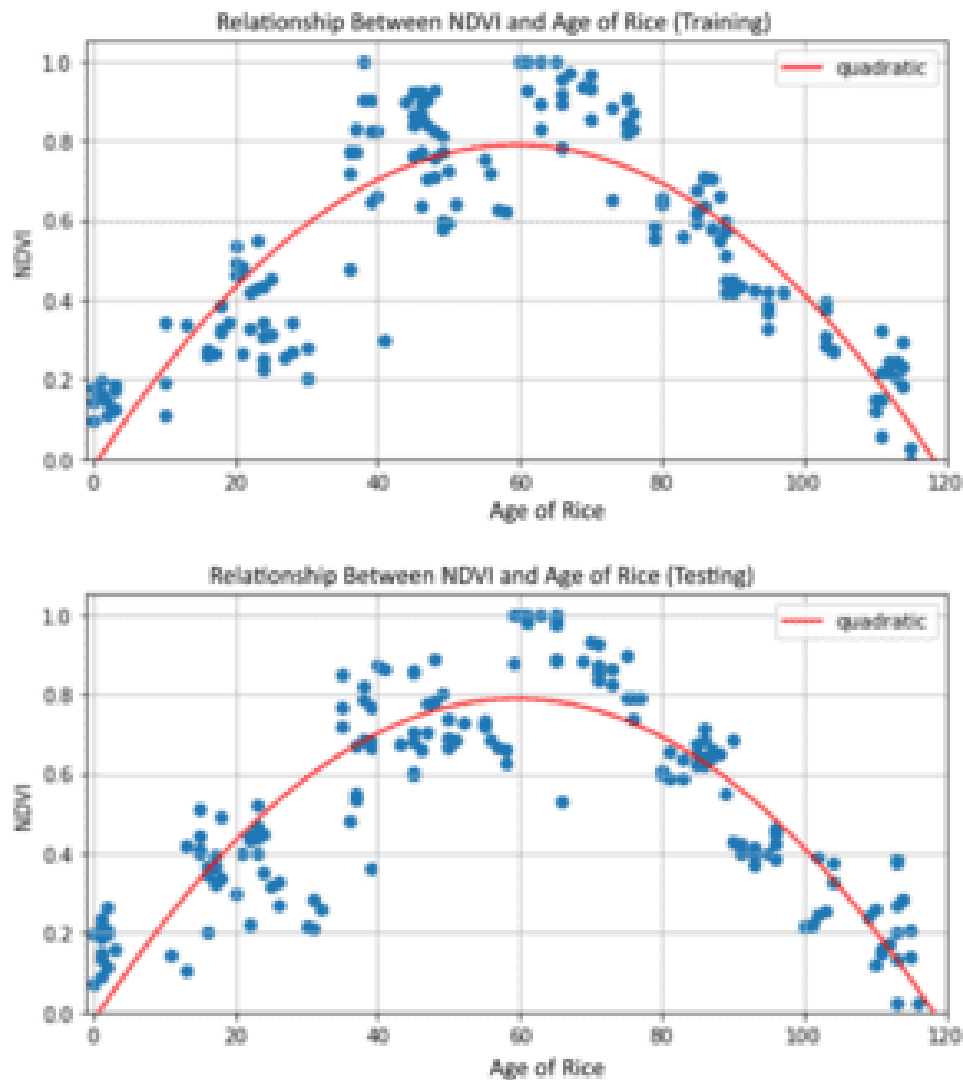 Relationship Between NDVI and Age of Rice (Training)
1.0
quadratic
0.8
0.6
NDVI
0.4
0.2
0.0
0 20 40 60 80 100 120
Age of Rice
Relationship Between NDVI and Age of Rice (Testing)
1.0
quadratic
0.8
0.6
NDVI
0.4
0.2
0.0
0 20 40 60 80 100 120
Age of Rice